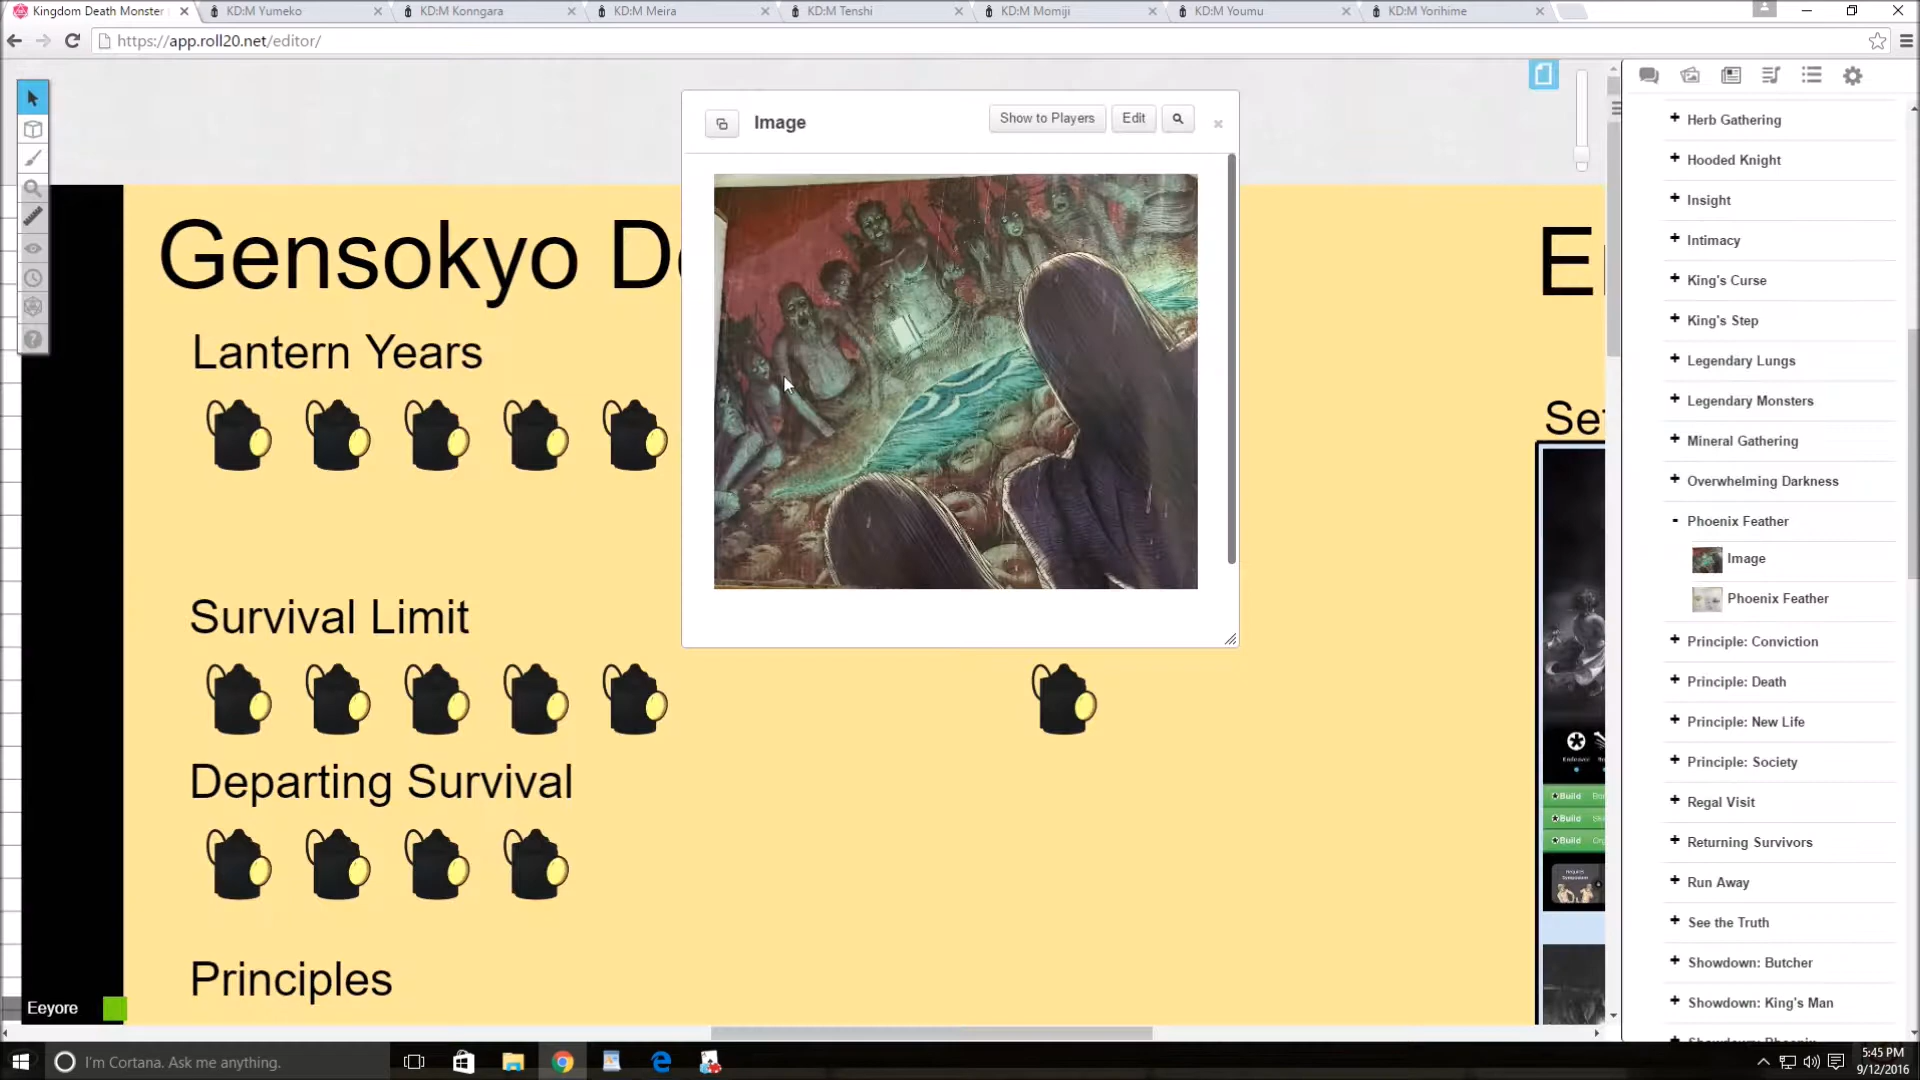 Kingdom Death Monster
KD:M Yumeko
KD:M Konngara
KD:M Meira
KD:M Tenshi
KD:M Momiji
KD:M Youmu
KD:M Yorihime
https://app.roll20.net/editor/
Image
Show to Players
Edit
Gensokyo
Lantern Years
Survival Limit
Departing Survival
Principles
Eeyore
Build
Build
Build
Herb Gathering
Hooded Knight
Insight
Intimacy
King's Curse
King's Step
Legendary Lungs
Legendary Monsters
Mineral Gathering
Overwhelming Darkness
Phoenix Feather
Image
Phoenix Feather
Principle: Conviction
Principle: Death
Principle: New Life
Principle: Society
Regal Visit
Returning Survivors
Run Away
See the Truth
Showdown: Butcher
Showdown: King's Man
I'm Cortana. Ask me anything.
5:45 PM
9/12/2016